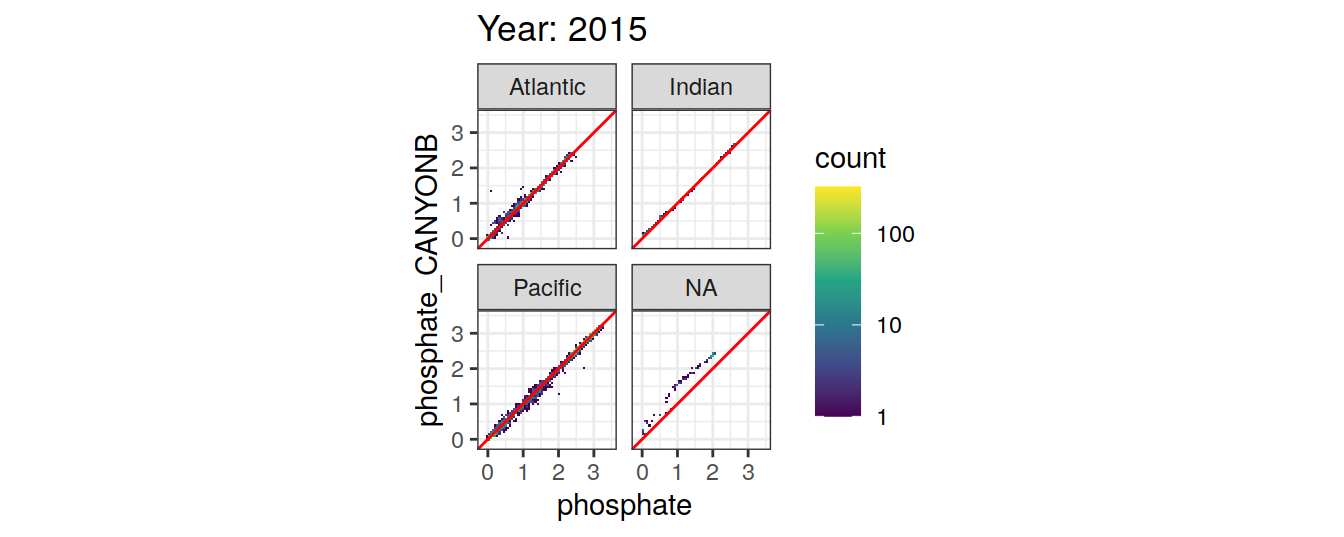 Year: 2015
Atlantic
Indian
3
2
1
0
Pacific
NA
3
2
1
0
0 1 2 3
0 1 2 3
phosphate
phosphate_CANYONB
count
100
10
1